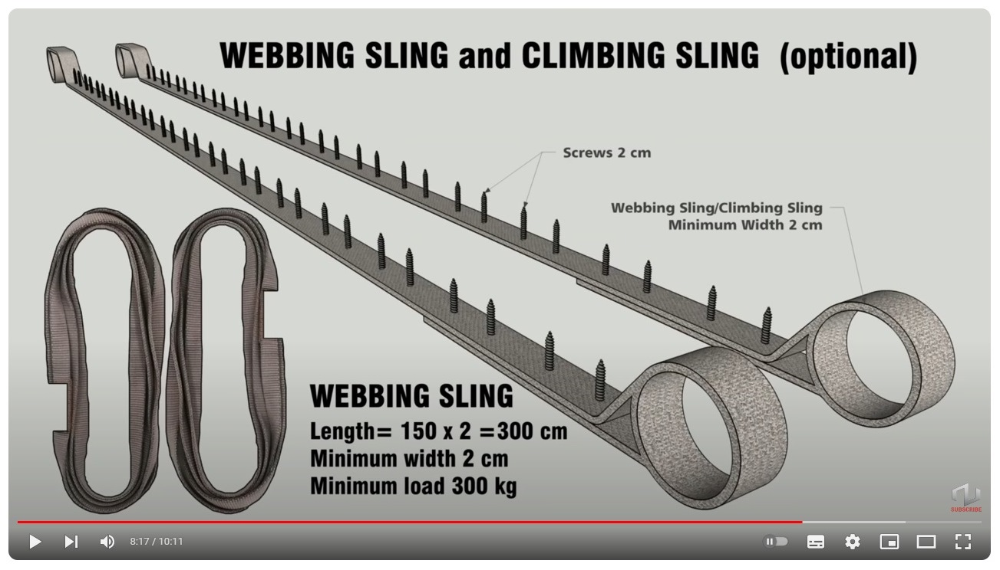 WEBBING SLING and CLIMBING SLING (optional)
Screws 2 cm
Webbing Sling/Climbing Sling
Minimum Width 2 cm
WEBBING SLING
Length= 150 x 2 =300 cm
Minimum width 2 cm
Minimum load 300 kg
SUBSCRIBE
8:17 / 10:11